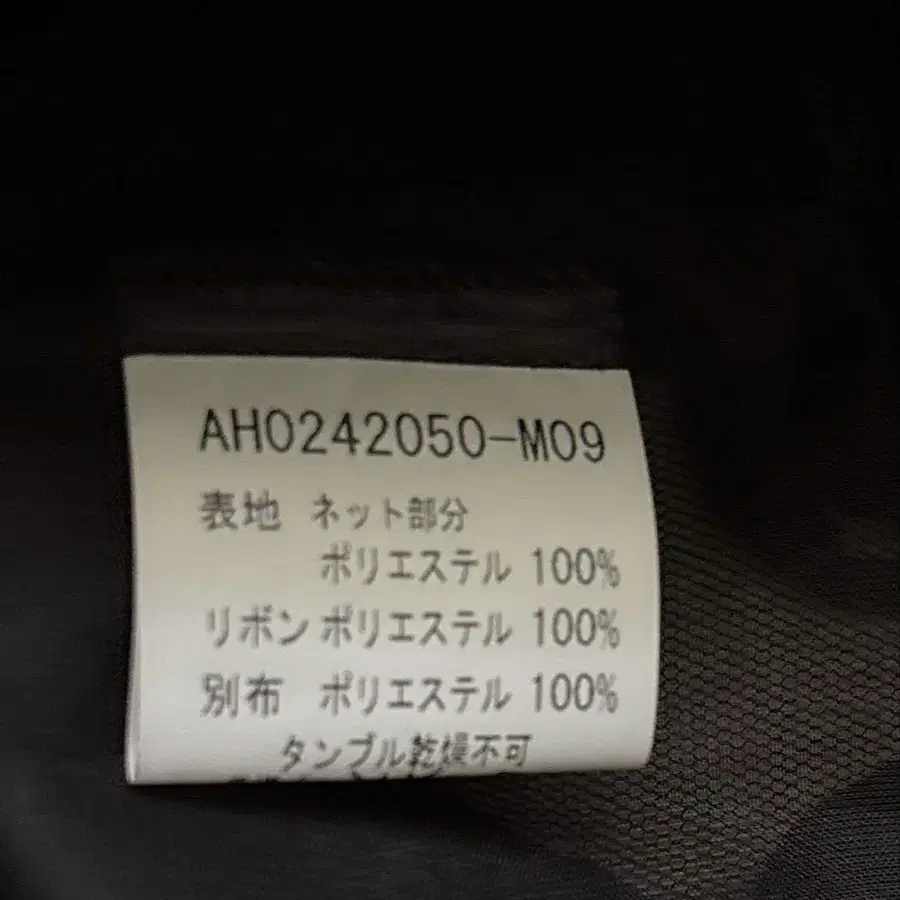 AH0242050-M09
表地 ネット部分
ポリエステル 100%
リボン ポリエステル 100%
別布 ポリエステル 100%
タンブル乾燥不可